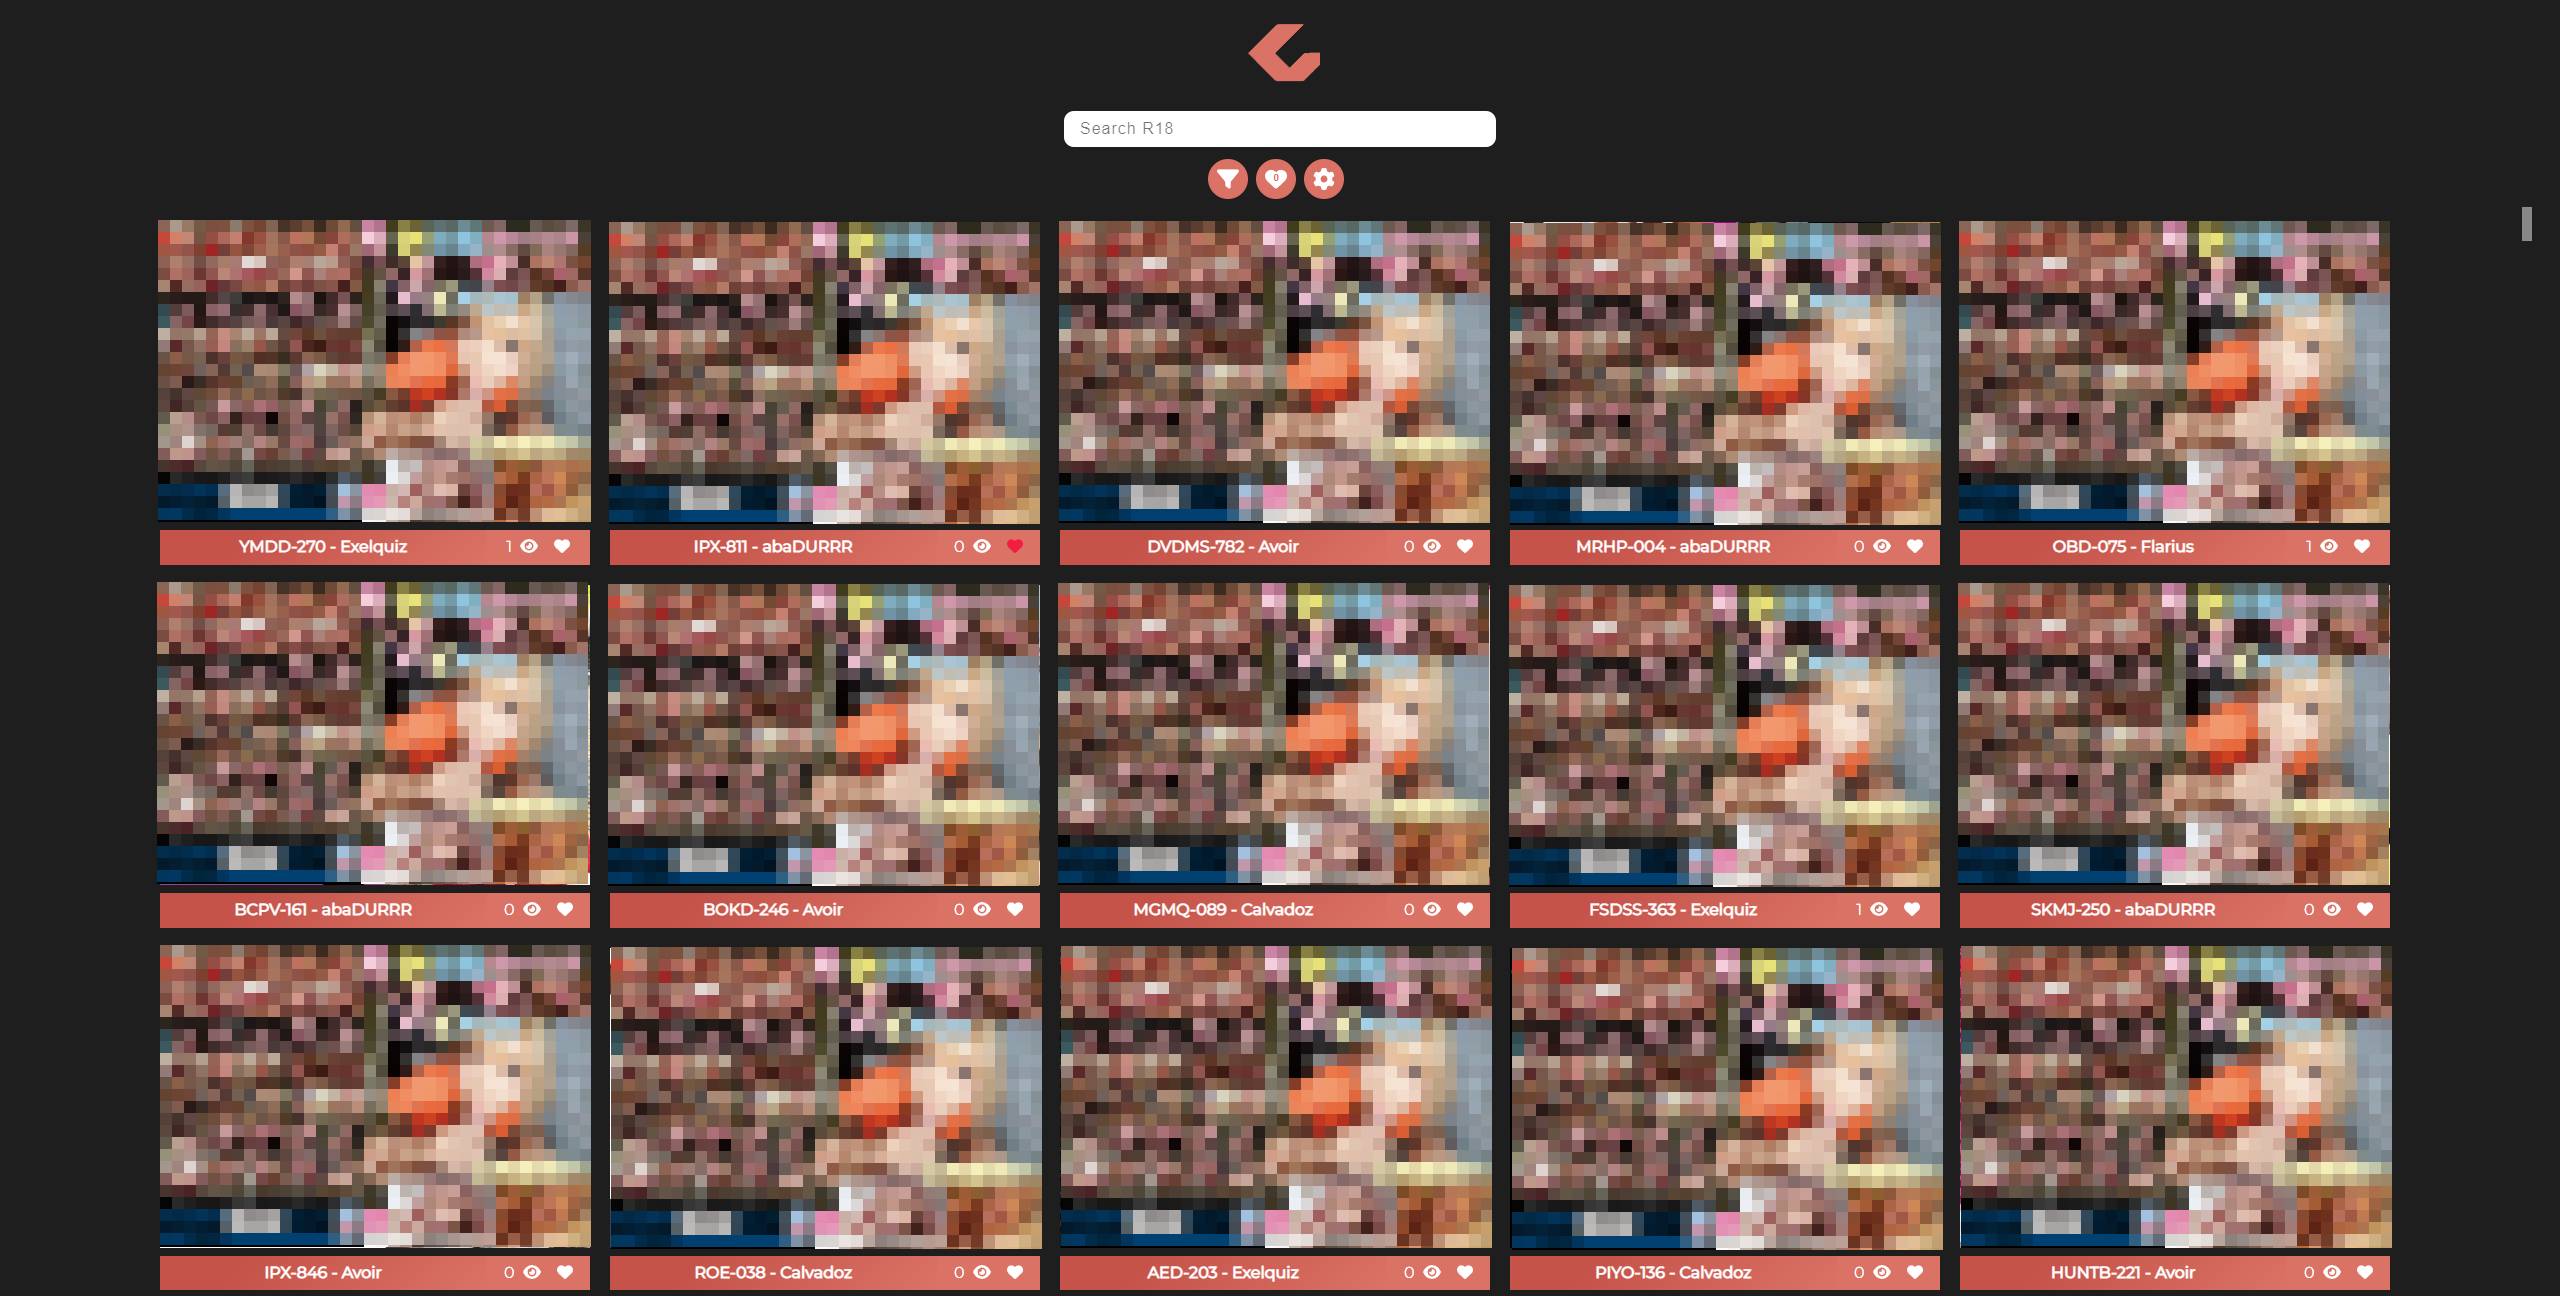 Search R18
0
YMDD-270 - Exelquiz 1
IPX-811 - abaDURRR 0
DVDMS-782 - Avoir 0
MRHP-004 - abaDURRR 0
OBD-075 - Flarius 1
BCPV-161 - abaDURRR 0
BOKD-246 - Avoir 0
MGMQ-089 - Calvadoz 0
FSDSS-363 - Exelquiz 1
SKMJ-250 - abaDURRR 0
IPX-846 - Avoir 0
ROE-038 - Calvadoz 0
AED-203 - Exelquiz 0
PIYO-136 - Calvadoz 0
HUNTB-221 - Avoir 0